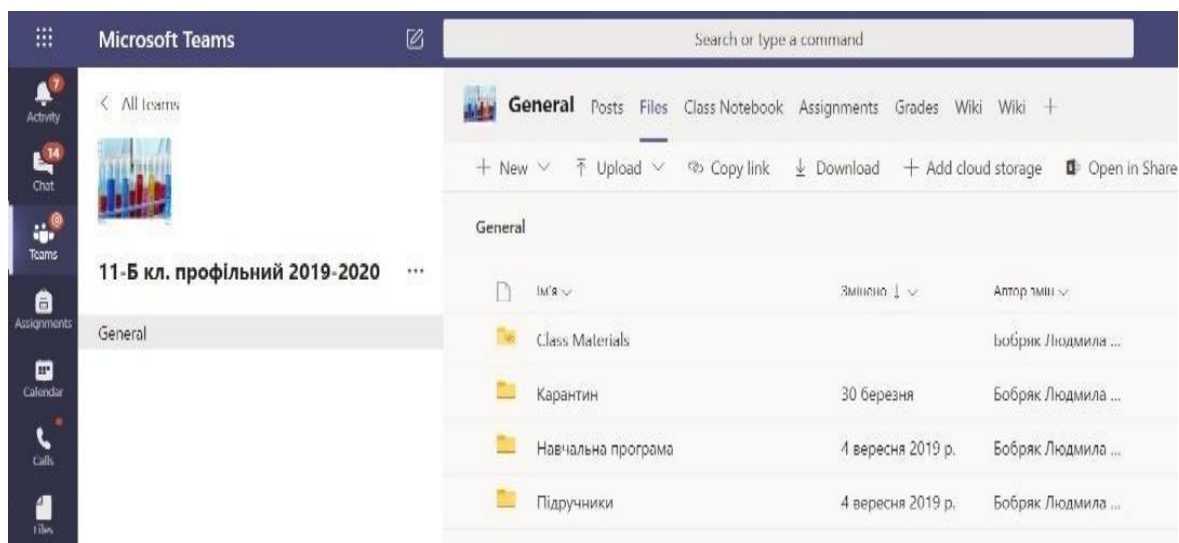 Microsoft Teams
Search or type a command
7
Activity
14
Chat
Teams
Assignments
Calendar
Calls
Files
< All teams
11-Б кл. профільний 2019-2020 ...
General
General Posts Files Class Notebook Assignments Grades Wiki Wiki +
+ New Upload Copy link Download + Add cloud storage Open in Share
General
Ім'я Змінено ↓ Автор змін
Class Materials Бобряк Людмила ...
Карантин 30 березня Бобряк Людмила ...
Навчальна програма 4 вересня 2019 р. Бобряк Людмила ...
Підручники 4 вересня 2019 р. Бобряк Людмила ...